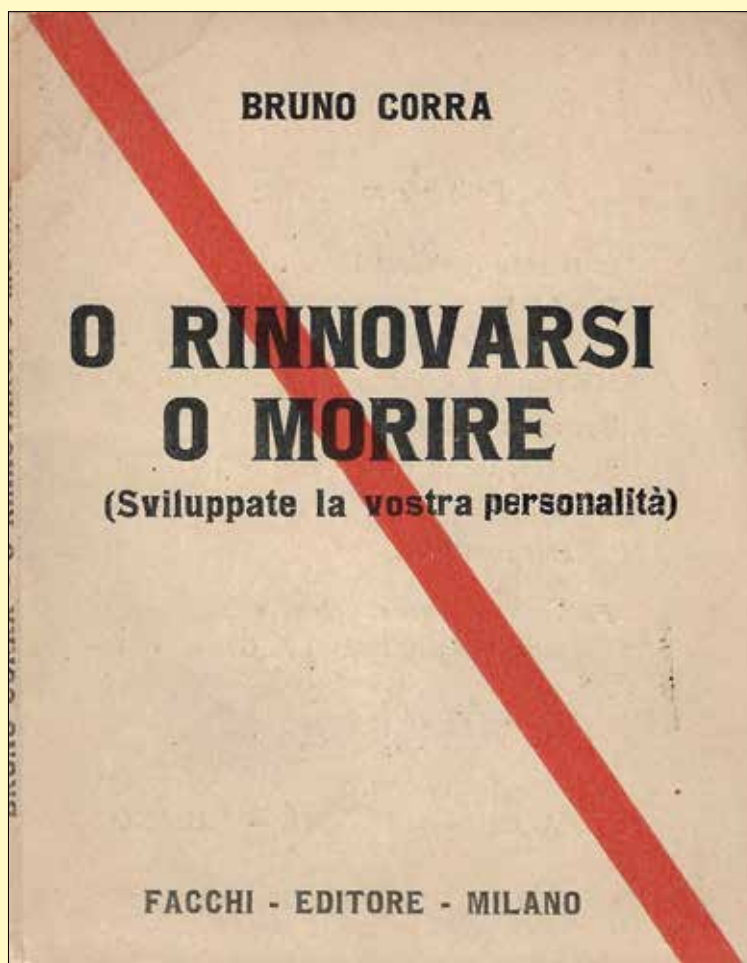 BRUNO CORRA
O RINNOVARSI
O MORIRE
(Sviluppate la vostra personalità)
FACCHI - EDITORE - MILANO